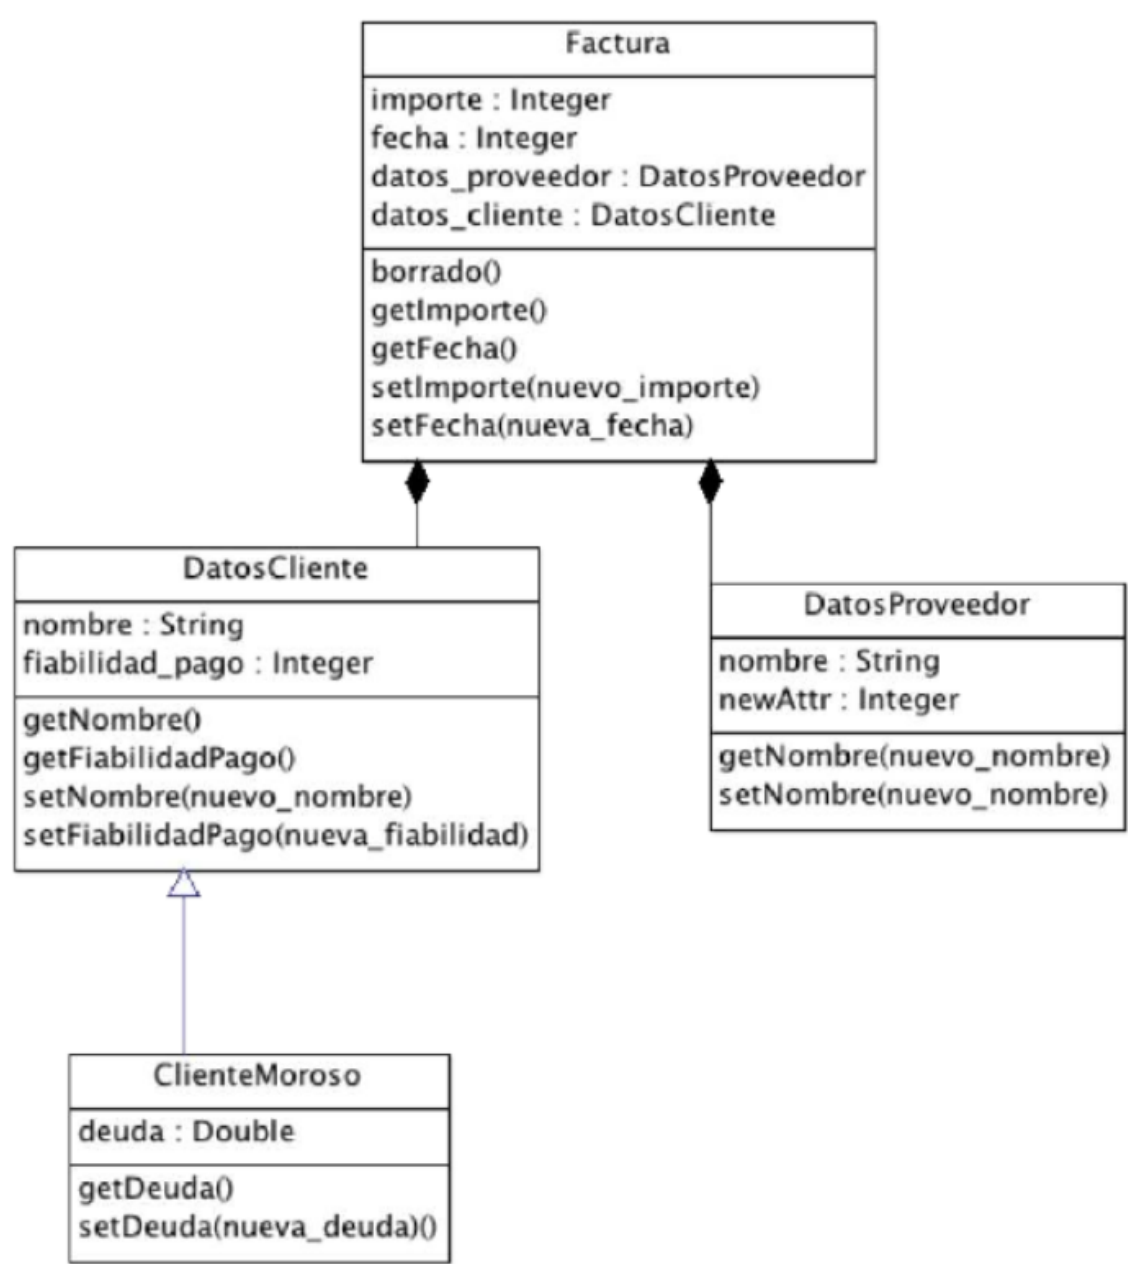 Factura
importe : Integer
fecha : Integer
datos_proveedor : DatosProveedor
datos_cliente : DatosCliente
borrado()
getImporte()
getFecha()
setImporte(nuevo_importe)
setFecha(nueva_fecha)
DatosCliente
nombre : String
fiabilidad_pago : Integer
getNombre()
getFiabilidadPago()
setNombre(nuevo_nombre)
setFiabilidadPago(nueva_fiabilidad)
DatosProveedor
nombre : String
newAttr : Integer
getNombre(nuevo_nombre)
setNombre(nuevo_nombre)
ClienteMoroso
deuda : Double
getDeuda()
setDeuda(nueva_deuda)()